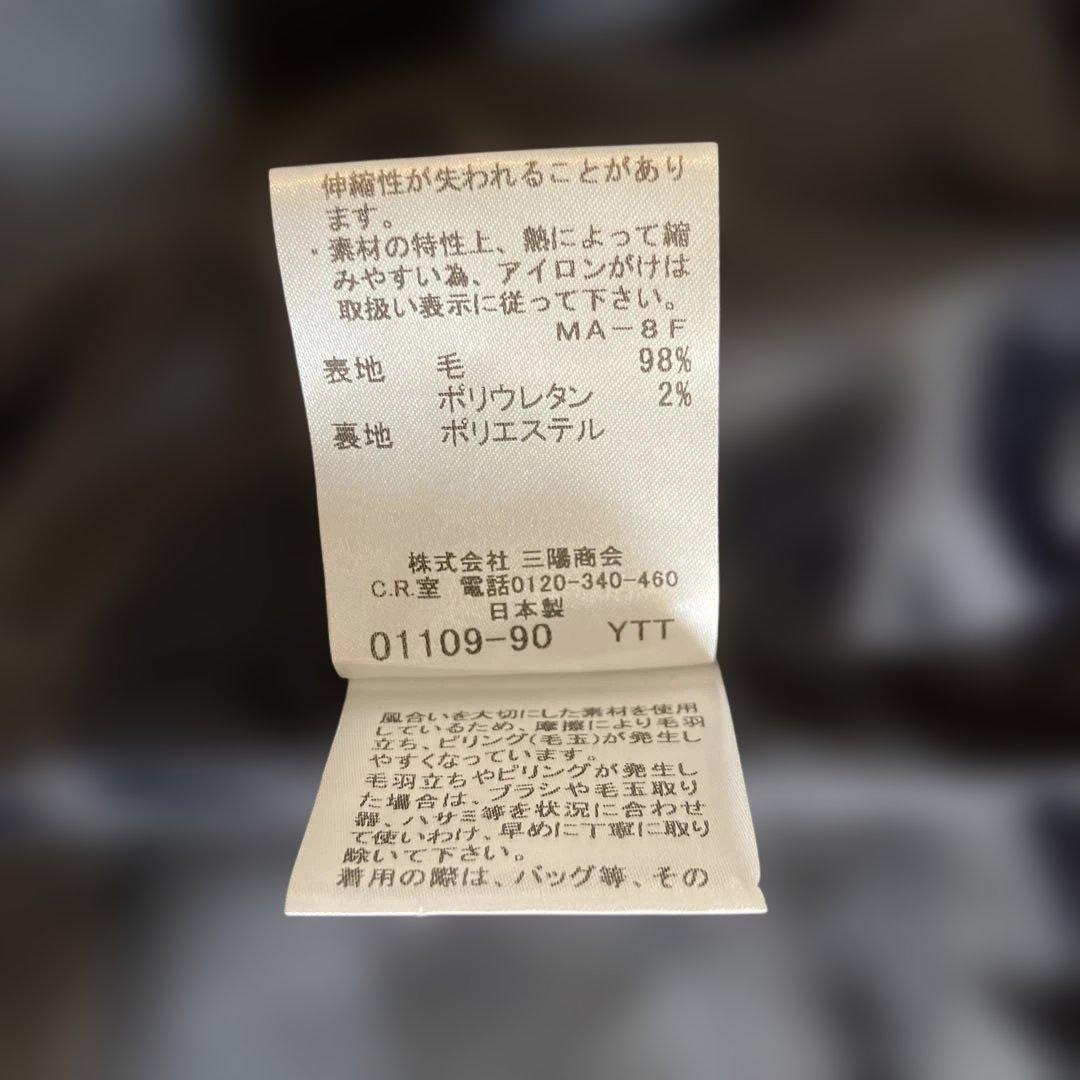 伸縮性が失われることがあり
ます。
・素材の特性上、熱によって縮
みやすい為、アイロンがけは
取扱い表示に従って下さい。
MA-8F
表地 毛 98%
ポリウレタン 2%
裏地 ポリエステル
株式会社 三陽商会
C.R.室 電話0120-340-460
日本製
01109-90 YTT
風合いを大切にした素材を使用
しているため、摩擦により毛羽
立ち、ピリング(毛玉)が発生し
やすくなっています。
毛羽立ちやピリングが発生し
た場合は、ブラシや毛玉取り
器、ハサミ等を状況に合わせ
て使いわけ、早めに丁寧に取り
除いて下さい。
着用の際は、バッグ等、その